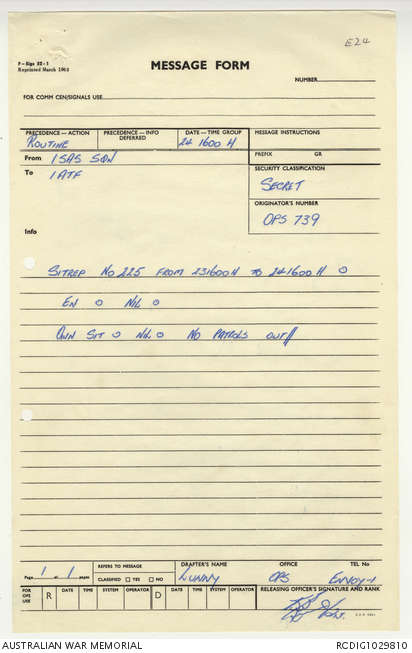 E24
F—Sigs 52-1
Reprinted March 1963
MESSAGE FORM
NUMBER
FOR COMM CEN/SIGNALS USE
PRECEDENCE—ACTION PRECEDENCE—INFO DATE—TIME GROUP MESSAGE INSTRUCTIONS
ROUTINE DEFERRED 24 1600 H
From 1 SAS SQN PREFIX GR
To 1 ATF SECURITY CLASSIFICATION
SECRET
ORIGINATOR'S NUMBER
OPS 739
Info
SITREP NO 225 FROM 231600H TO 241600H O
EN O NIL O
OWN SIT O NIL O NO PATROLS OUT//
Page 1 of 1 pages REFERS TO MESSAGE DRAFTER'S NAME OFFICE TEL No
CLASSIFIED YES NO LUNNY OPS ENVOY-1
FOR OPS USE R DATE TIME SYSTEM OPERATOR D DATE TIME SYSTEM OPERATOR RELEASING OFFICER'S SIGNATURE AND RANK
AUSTRALIAN WAR MEMORIAL RCDIG1029810